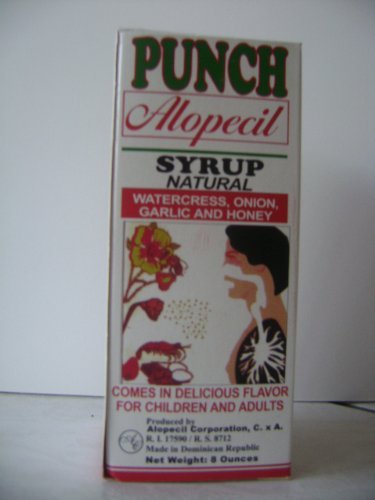 PUNCH
Alopecil
SYRUP
NATURAL
WATERCRESS, ONION,
GARLIC AND HONEY
COMES IN DELICIOUS FLAVOR
FOR CHILDREN AND ADULTS
Produced by
Alopecil Corporation, C. x A.
R. I. 17590 / R. S. 8712
Made in Dominican Republic
Net Weight: 8 Ounces